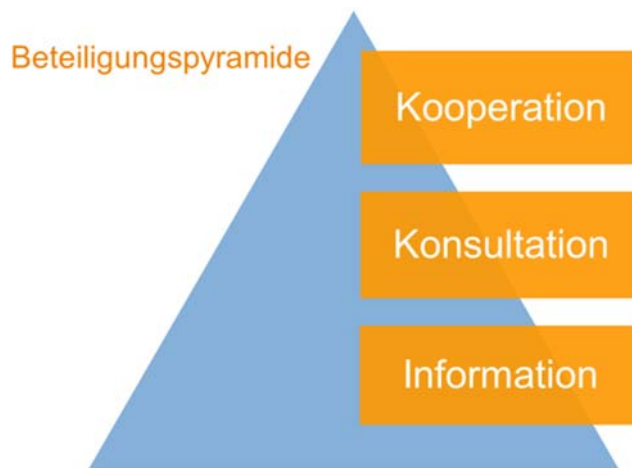 Beteiligungspyramide
Kooperation
Konsultation
Information